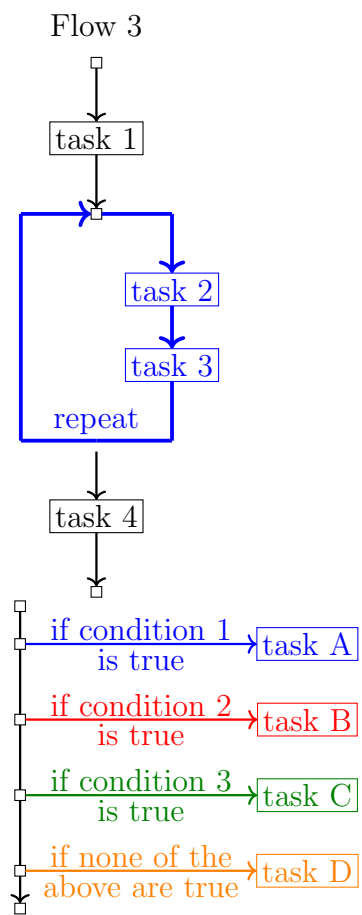 Flow 3
task 1
task 2
task 3
repeat
task 4
if condition 1
is true
task A
if condition 2
is true
task B
if condition 3
is true
task C
if none of the
above are true
task D